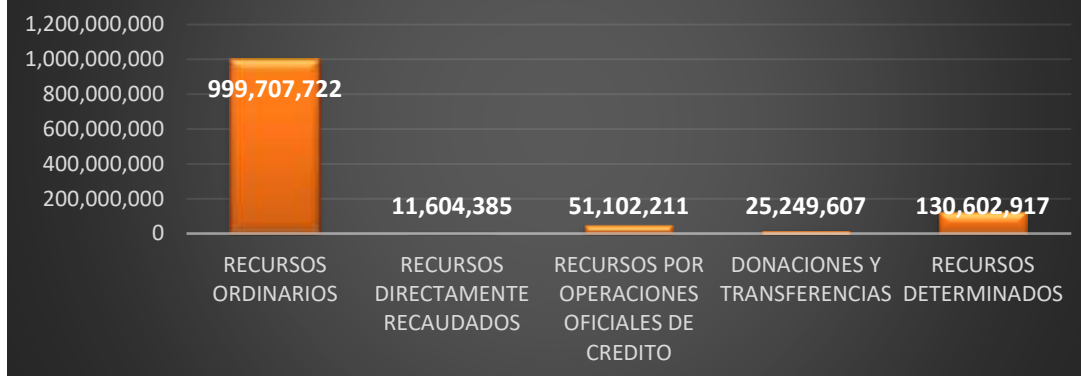 1,200,000,000
1,000,000,000
800,000,000
600,000,000
400,000,000
200,000,000
0
999,707,722
11,604,385
51,102,211
25,249,607
130,602,917
RECURSOS
ORDINARIOS
RECURSOS
DIRECTAMENTE
RECAUDADOS
RECURSOS POR
OPERACIONES
OFICIALES DE
CREDITO
DONACIONES Y
TRANSFERENCIAS
RECURSOS
DETERMINADOS